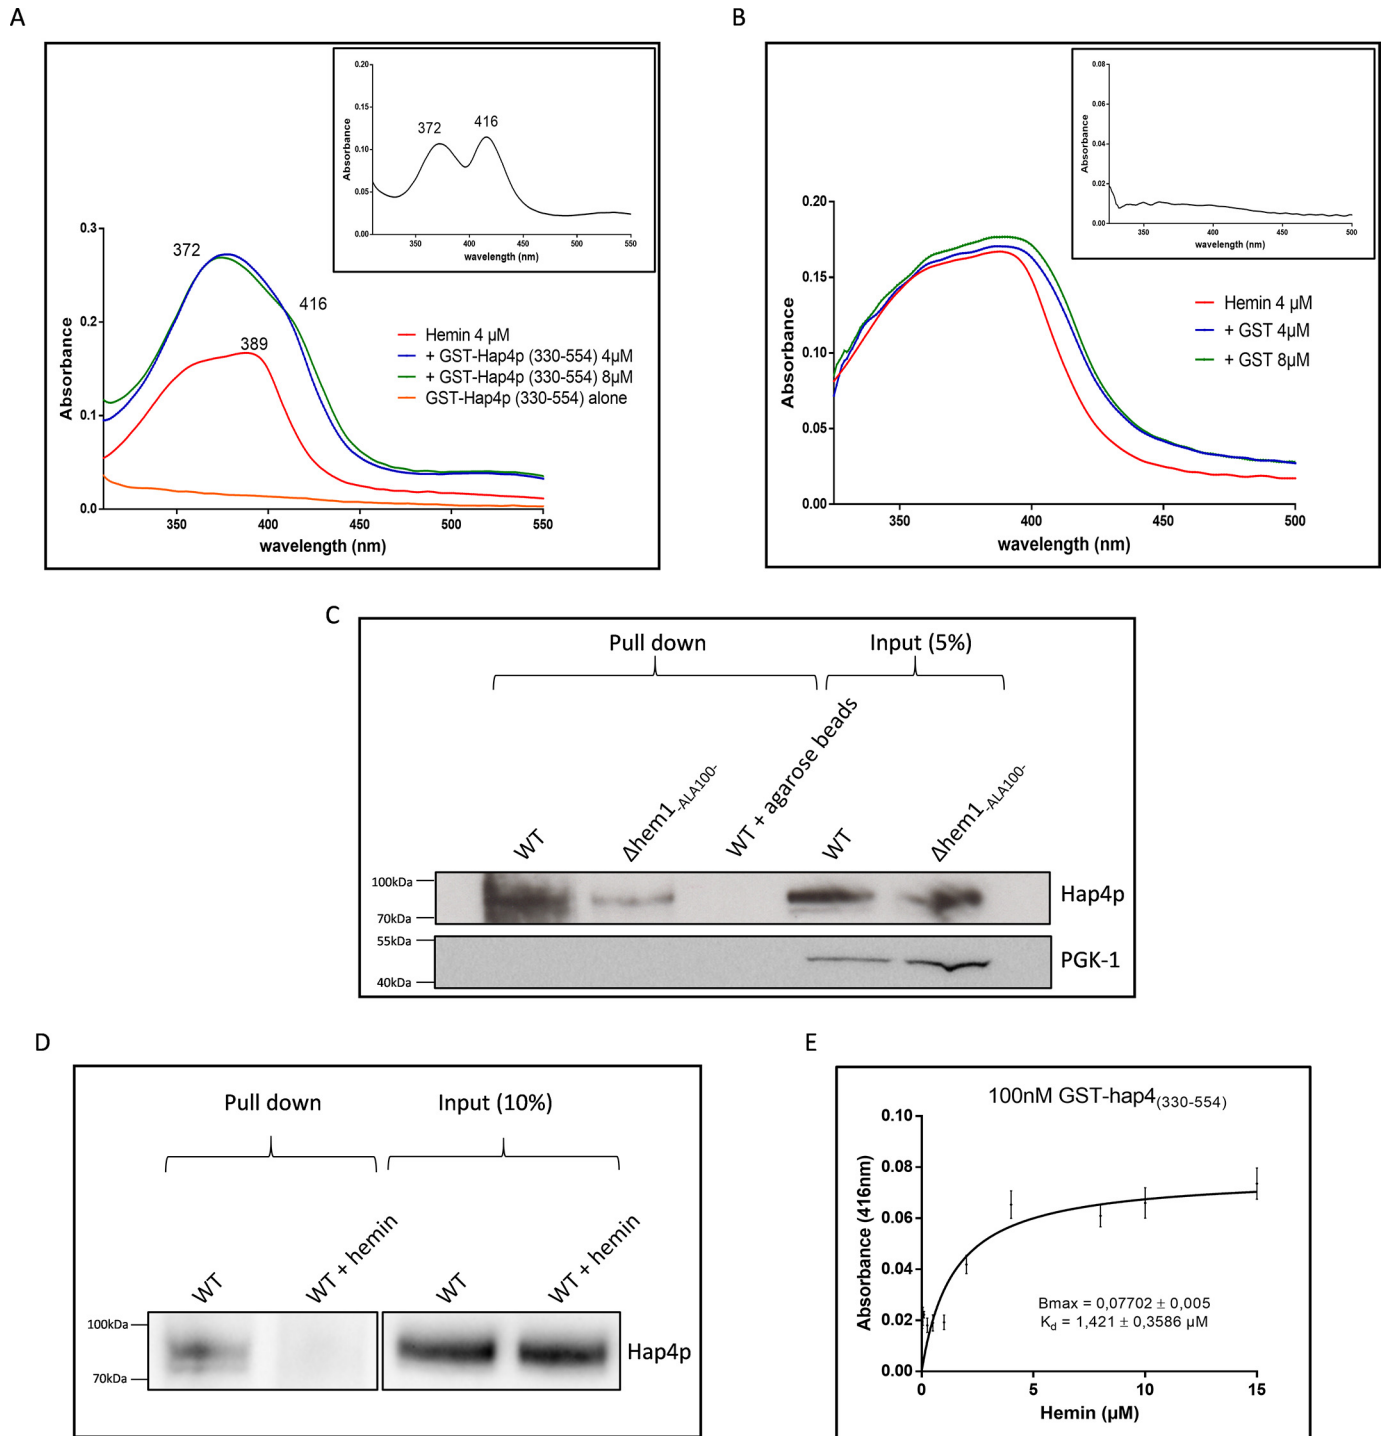 A
0.20
0.15
0.10
0.05
0.00
350
400
450
500
550
Absorbance
wavelength (nm)
372
416
0.3
0.2
0.1
0.0
350
400
450
500
550
Absorbance
wavelength (nm)
372
416
389
Hemin 4 µM
+ GST-Hap4p (330-554) 4µM
+ GST-Hap4p (330-554) 8µM
GST-Hap4p (330-554) alone
B
0.08
0.06
0.04
0.02
0.00
350
400
450
500
Absorbance
wavelength (nm)
0.20
0.15
0.10
0.05
0.00
350
400
450
500
Absorbance
wavelength (nm)
Hemin 4 µM
+ GST 4µM
+ GST 8µM
C
Pull down
Input (5%)
WT
Δhem1-ALA100-
WT + agarose beads
WT
Δhem1-ALA100-
100kDa
70kDa
Hap4p
55kDa
40kDa
PGK-1
D
Pull down
Input (10%)
WT
WT + hemin
WT
WT + hemin
100kDa
70kDa
Hap4p
E
100nM GST-hap4(330-554)
0.10
0.08
0.06
0.04
0.02
0.00
Absorbance (416nm)
Bmax = 0,07702 ± 0,005
Kd = 1,421 ± 0,3586 µM
0
5
10
15
Hemin (µM)